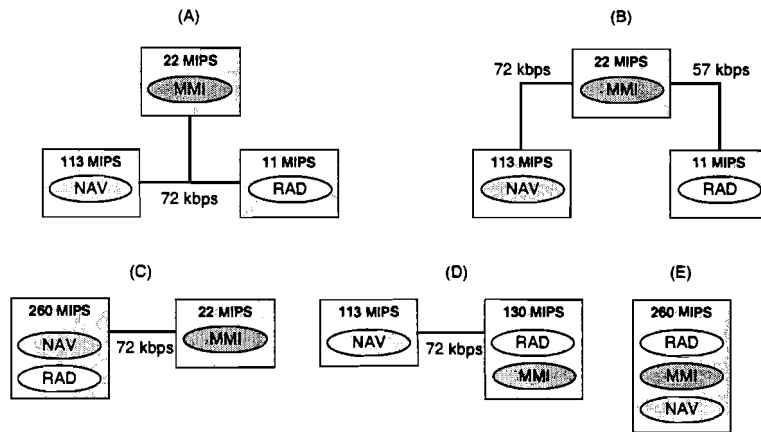 (A)
22 MIPS
MMI
113 MIPS
NAV
72 kbps
11 MIPS
RAD
(B)
72 kbps
22 MIPS
MMI
57 kbps
113 MIPS
NAV
11 MIPS
RAD
(C)
260 MIPS
NAV
RAD
72 kbps
22 MIPS
MMI
(D)
113 MIPS
NAV
72 kbps
130 MIPS
RAD
MMI
(E)
260 MIPS
RAD
MMI
NAV